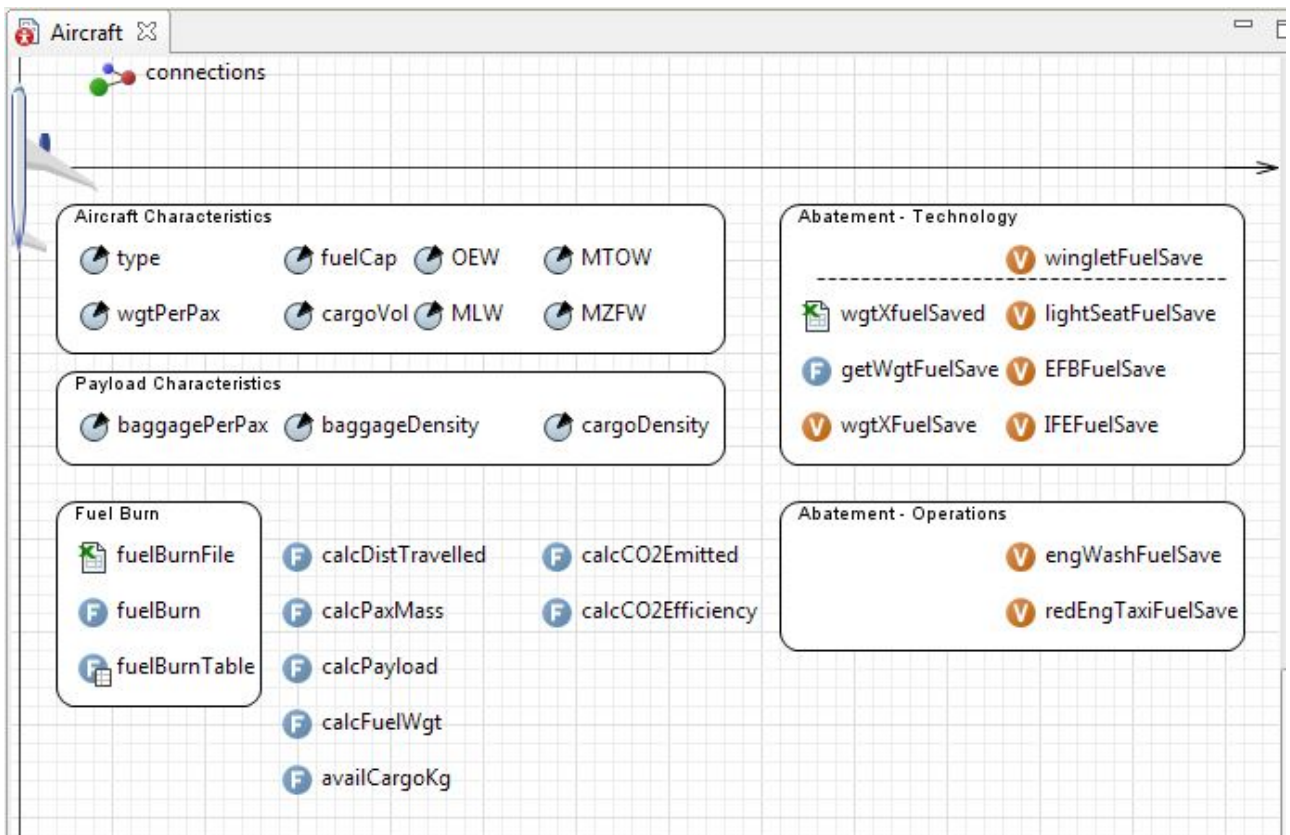 Aircraft
connections
Aircraft Characteristics
type fuelCap OEW MTOW
wgtPerPax cargoVol MLW MZFW
Payload Characteristics
baggagePerPax baggageDensity cargoDensity
Abatement - Technology
wingletFuelSave
wgtXfuelSaved lightSeatFuelSave
F getWgtFuelSave V EFBFuelSave
V wgtXFuelSave V IFEFuelSave
Fuel Burn
fuelBurnFile
F fuelBurn
F fuelBurnTable
F calcDistTravelled F calcCO2Emitted
F calcPaxMass F calcCO2Efficiency
F calcPayload
F calcFuelWgt
F availCargoKg
Abatement - Operations
V engWashFuelSave
V redEngTaxiFuelSave